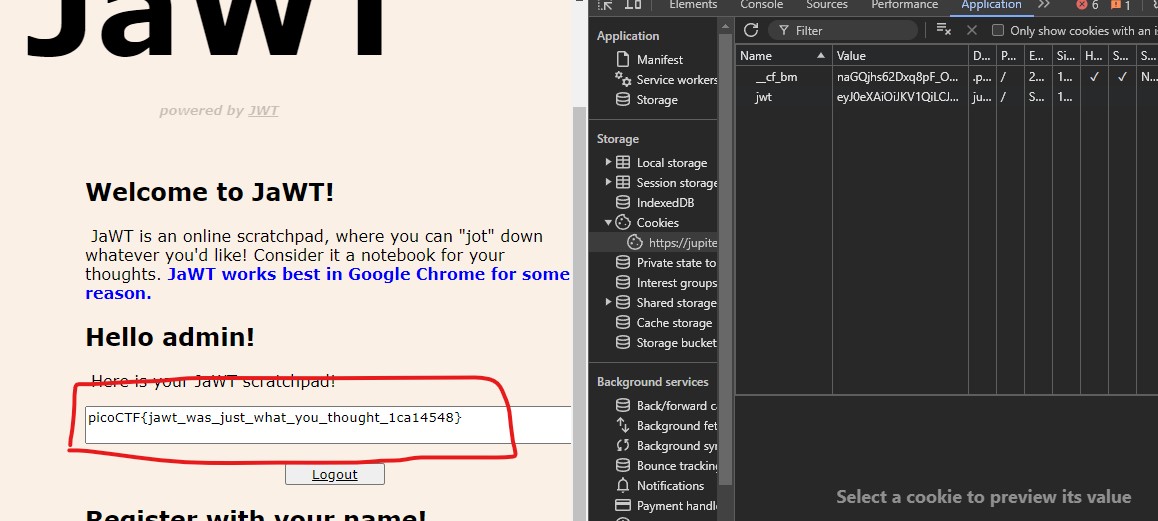 JaWT
powered by JWT
Welcome to JaWT!
JaWT is an online scratchpad, where you can "jot" down
whatever you'd like! Consider it a notebook for your
thoughts. JaWT works best in Google Chrome for some
reason.
Hello admin!
Here is your JaWT scratchpad!
picoCTF{jawt_was_just_what_you_thought_1ca14548}
Logout
Register with your name!
Elements Console Sources Performance Application 6 1
Application
Manifest
Service workers
Storage
Storage
Local storage
Session storage
IndexedDB
Cookies
https://jupite
Private state to
Interest groups
Shared storage
Cache storage
Storage bucket
Background services
Back/forward c
Background fet
Background syn
Bounce tracking
Notifications
Payment handle
Filter Only show cookies with an is
Name Value D... P... E... Si... H... S... S...
__cf_bm naGQjhs62Dxq8pF_O... .p... / 2... 1... ✓ ✓ N...
jwt eyJ0eXAiOiJKV1QiLCJ... ju... / S... 1...
Select a cookie to preview its value